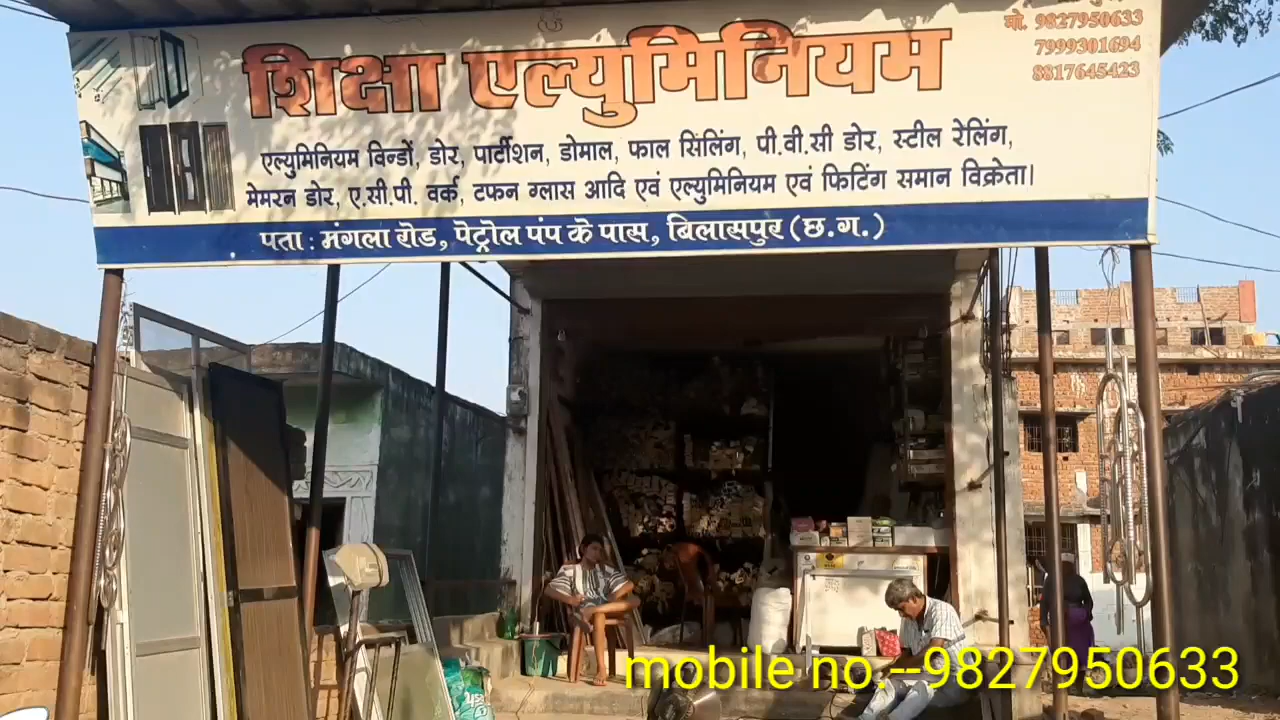 मो. 9827950633
7999301694
8817645423
शिक्षा एल्युमिनियम
एल्युमिनियम विन्डों, डोर, पार्टीशन, डोमाल, फाल सिंलिंग, पी.वी.सी डोर, स्टील रेलिंग,
मेमरन डोर, ए.सी.पी. वर्क, टफन ग्लास आदि एवं एल्युमिनियम एवं फिटिंग समान विक्रेता।
पता : मंगला रोड, पेट्रोल पंप के पास, बिलासपुर (छ.ग.)
mobile no.--9827950633